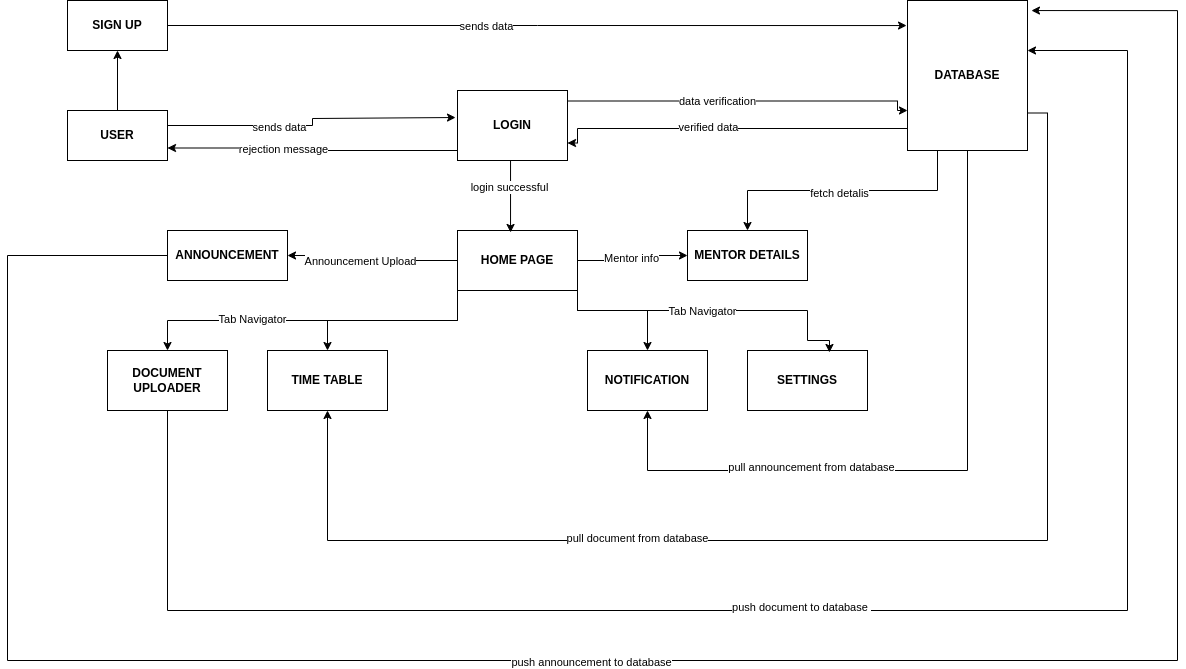 SIGN UP
sends data
DATABASE
USER
sends data
rejection message
LOGIN
data verification
verified data
login successful
fetch detalis
ANNOUNCEMENT
Announcement Upload
HOME PAGE
Mentor info
MENTOR DETAILS
Tab Navigator
Tab Navigator
DOCUMENT
UPLOADER
TIME TABLE
NOTIFICATION
SETTINGS
pull announcement from database
pull document from database
push document to database
push announcement to database